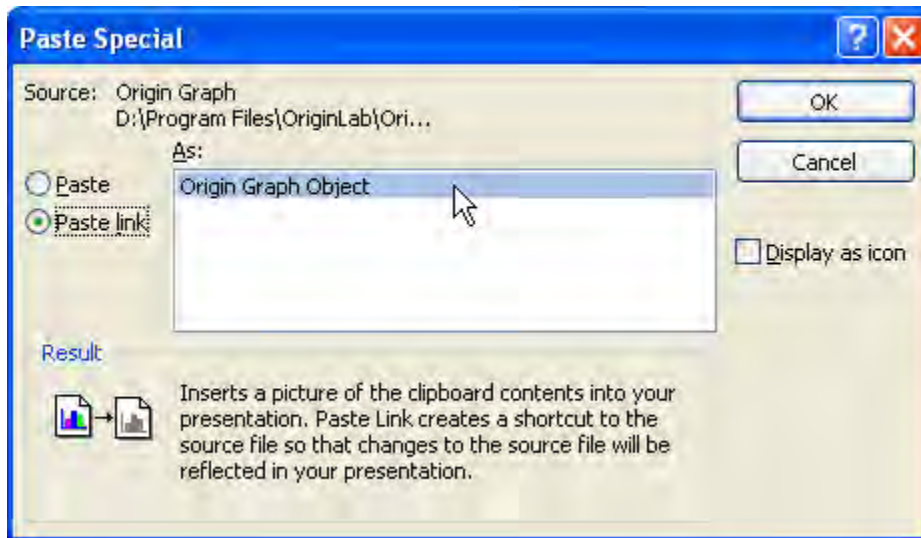 Paste Special
Source: Origin Graph
D:\Program Files\OriginLab\Ori...
As:
Paste
Paste link
Origin Graph Object
OK
Cancel
Display as icon
Result
Inserts a picture of the clipboard contents into your
presentation. Paste Link creates a shortcut to the
source file so that changes to the source file will be
reflected in your presentation.